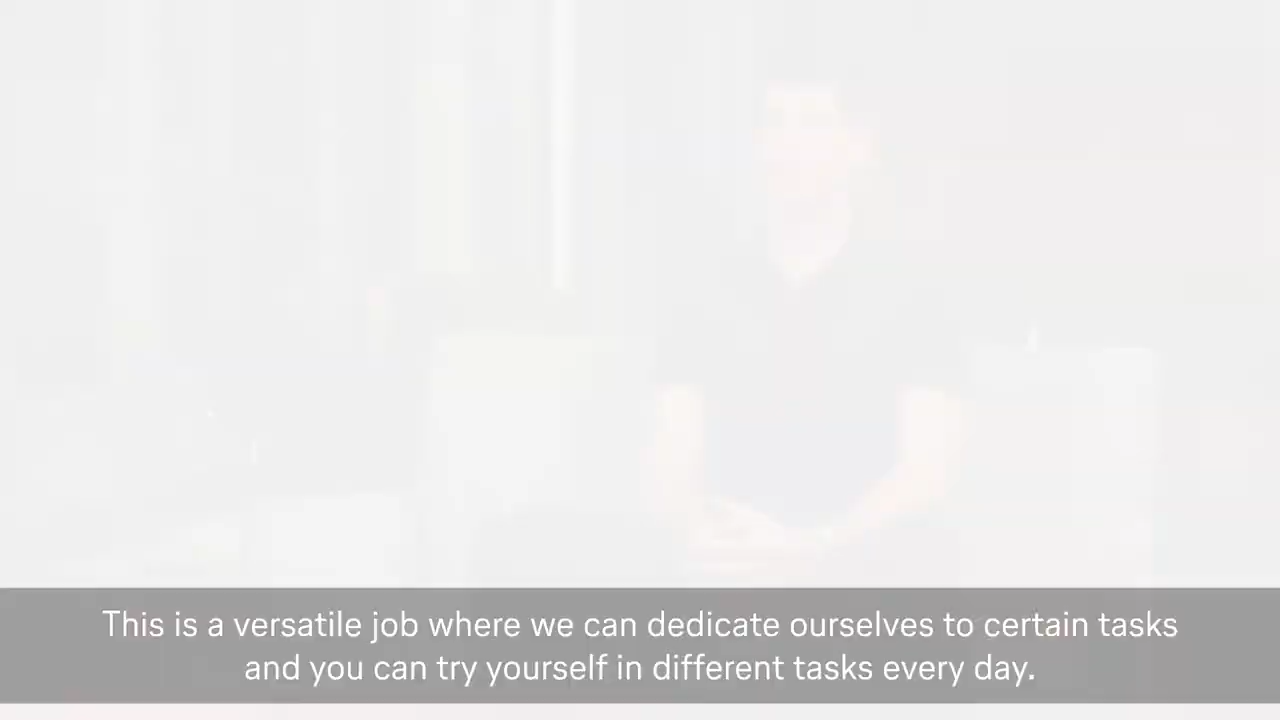 This is a versatile job where we can dedicate ourselves to certain tasks
and you can try yourself in different tasks every day.